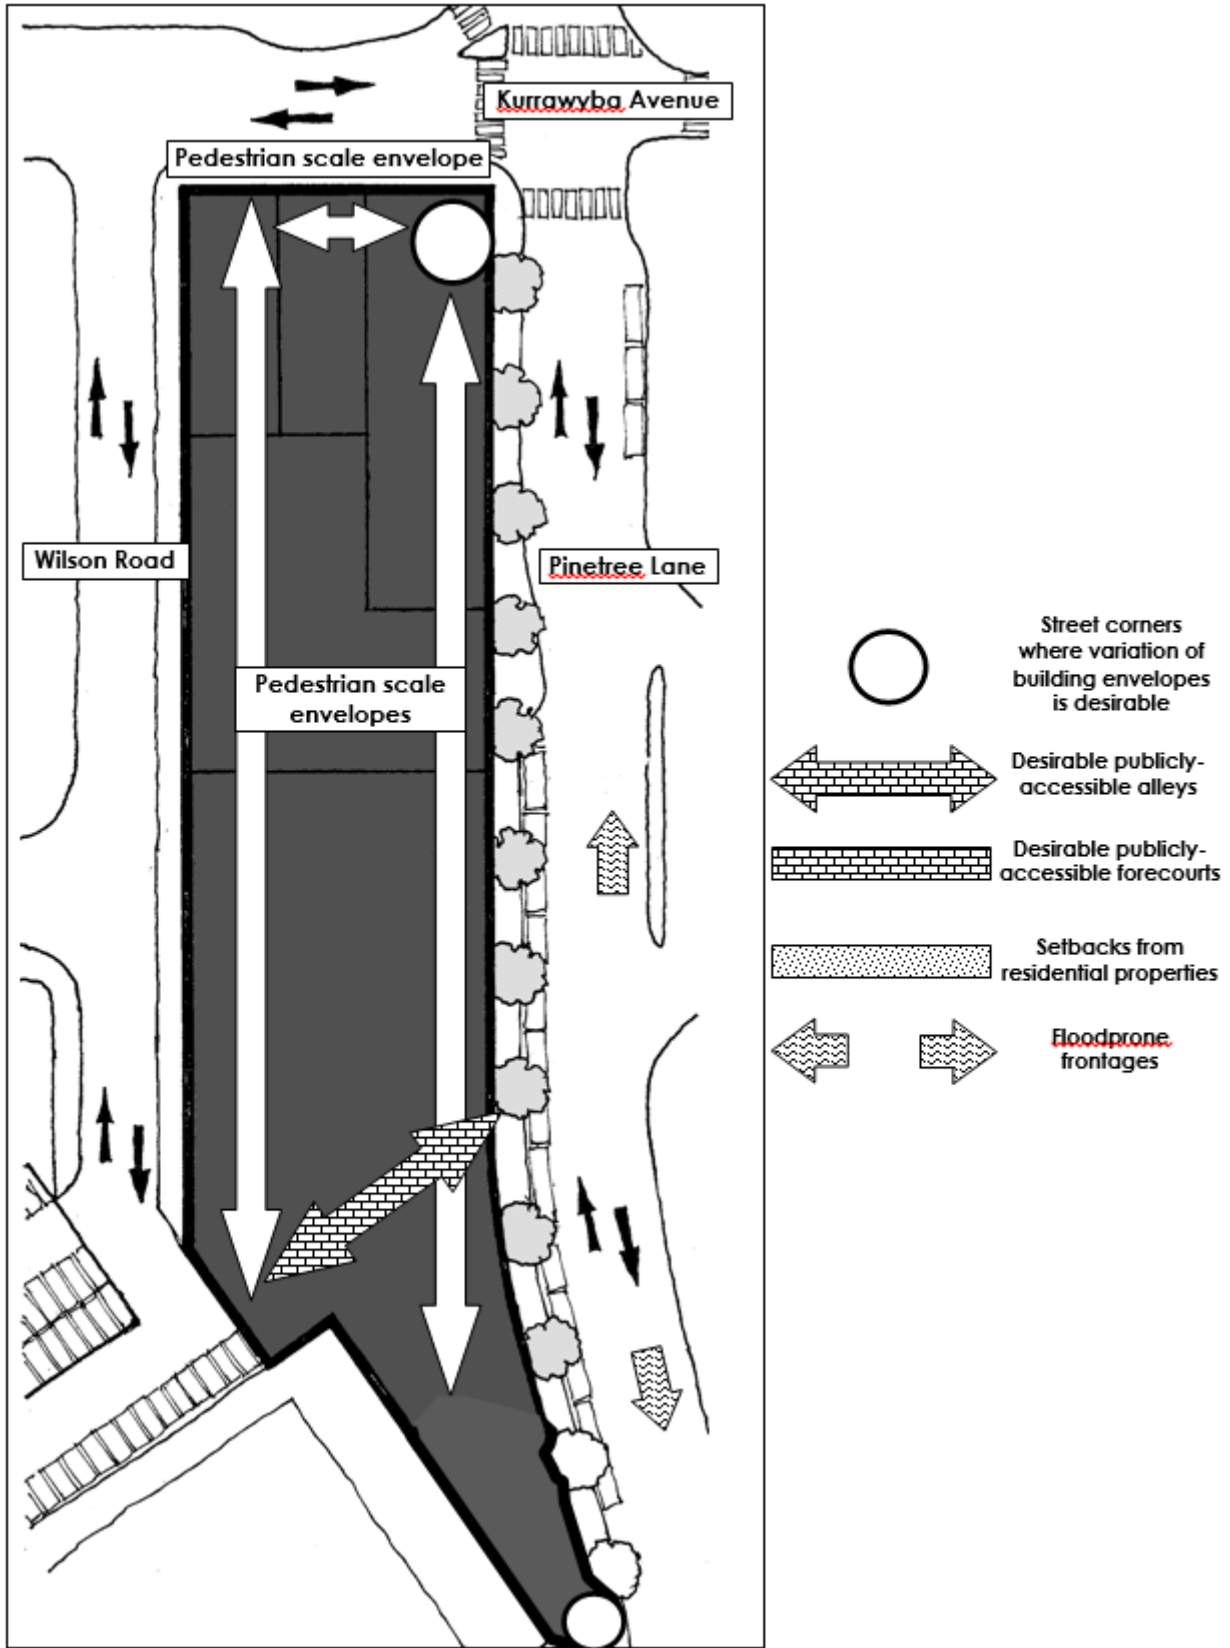 Kurrawyba Avenue
Pedestrian scale envelope
Wilson Road
Pinetree Lane
Pedestrian scale
envelopes
Street corners
where variation of
building envelopes
is desirable
Desirable publicly-
accessible alleys
Desirable publicly-
accessible forecourts
Setbacks from
residential properties
Floodprone
frontages